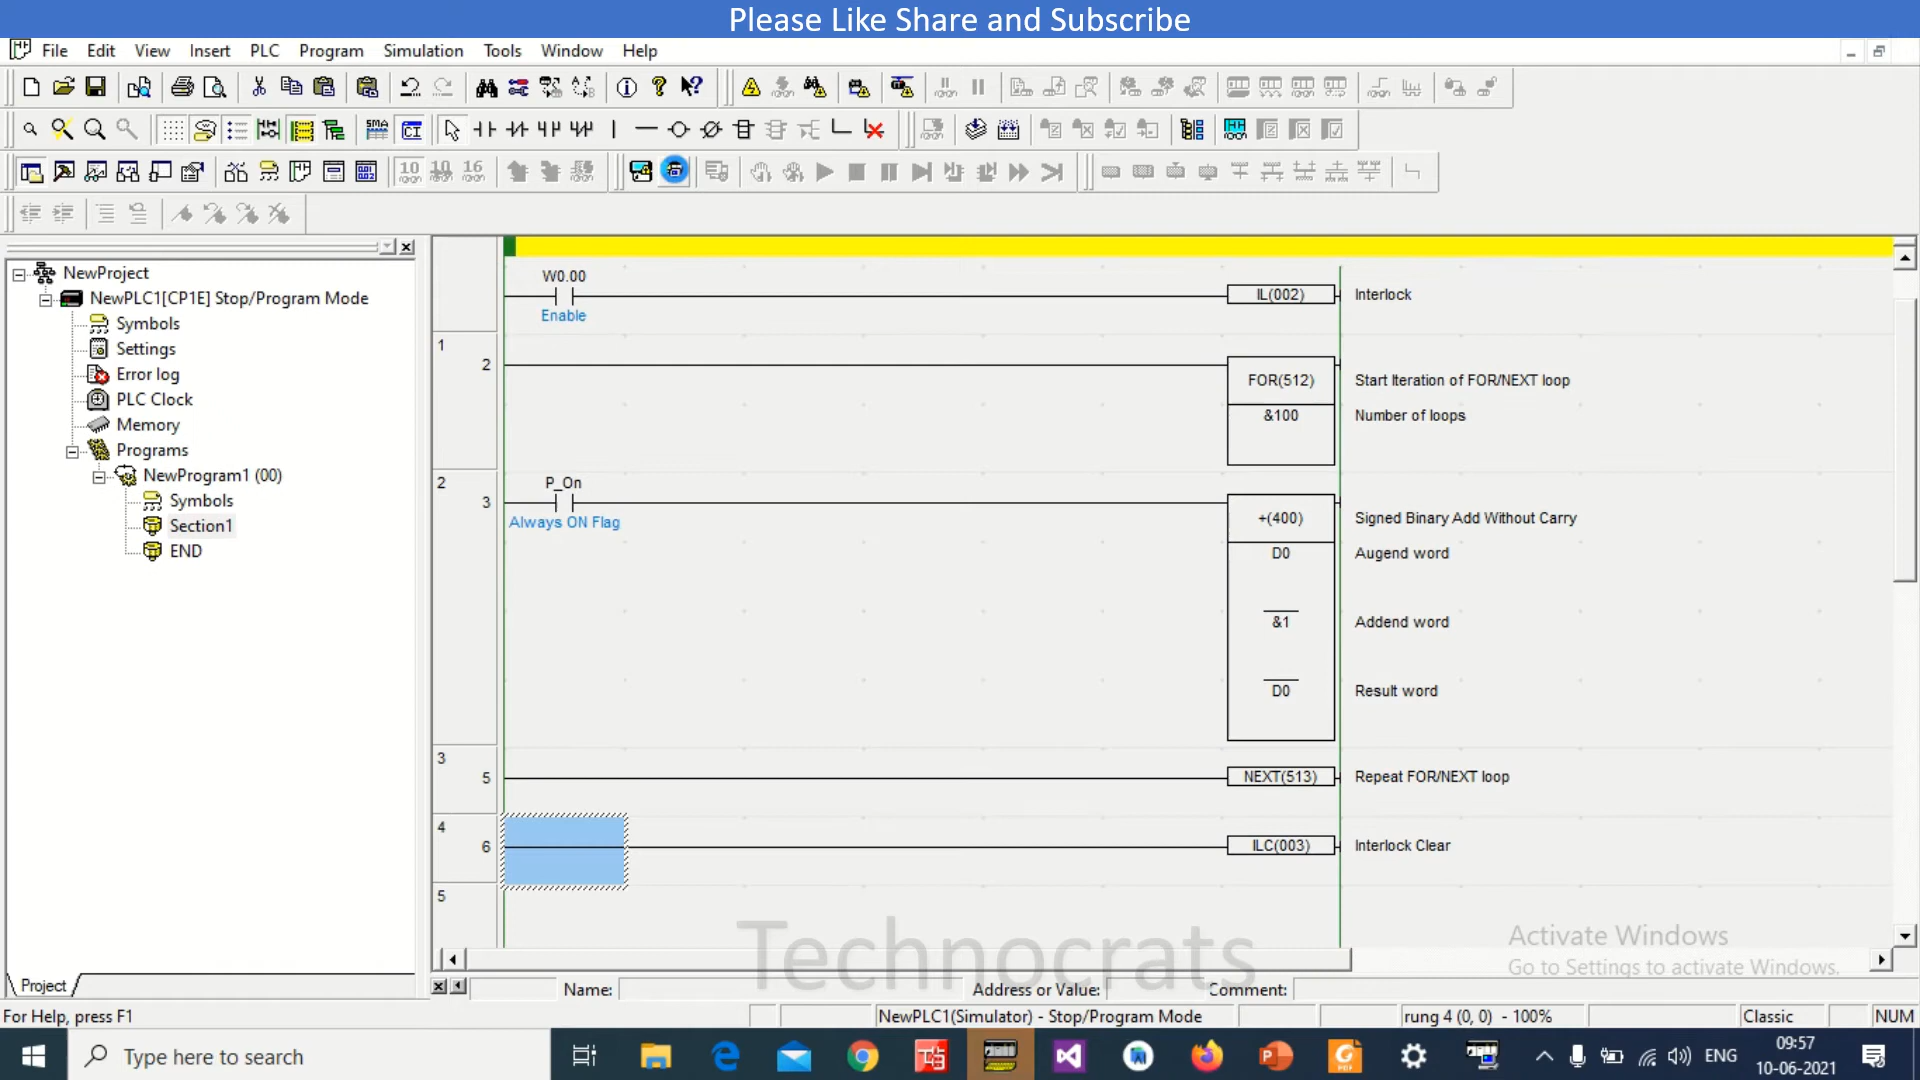 Please Like Share and Subscribe
File Edit View Insert PLC Program Simulation Tools Window Help
10 10 16
NewProject
NewPLC1[CP1E] Stop/Program Mode
Symbols
Settings
Error log
PLC Clock
Memory
Programs
NewProgram1 (00)
Symbols
Section1
END
Project
W0.00
Enable
IL(002) Interlock
1
2
FOR(512) Start Iteration of FOR/NEXT loop
&100 Number of loops
2
3
P_On
Always ON Flag
+(400) Signed Binary Add Without Carry
D0 Augend word
&1 Addend word
D0 Result word
3
5
NEXT(513) Repeat FOR/NEXT loop
4
6
ILC(003) Interlock Clear
5
Technocrats
Activate Windows
Go to Settings to activate Windows.
Name: Address or Value: Comment:
For Help, press F1 NewPLC1(Simulator) - Stop/Program Mode rung 4 (0, 0) - 100% Classic NUM
Type here to search
ENG
09:57
10-06-2021